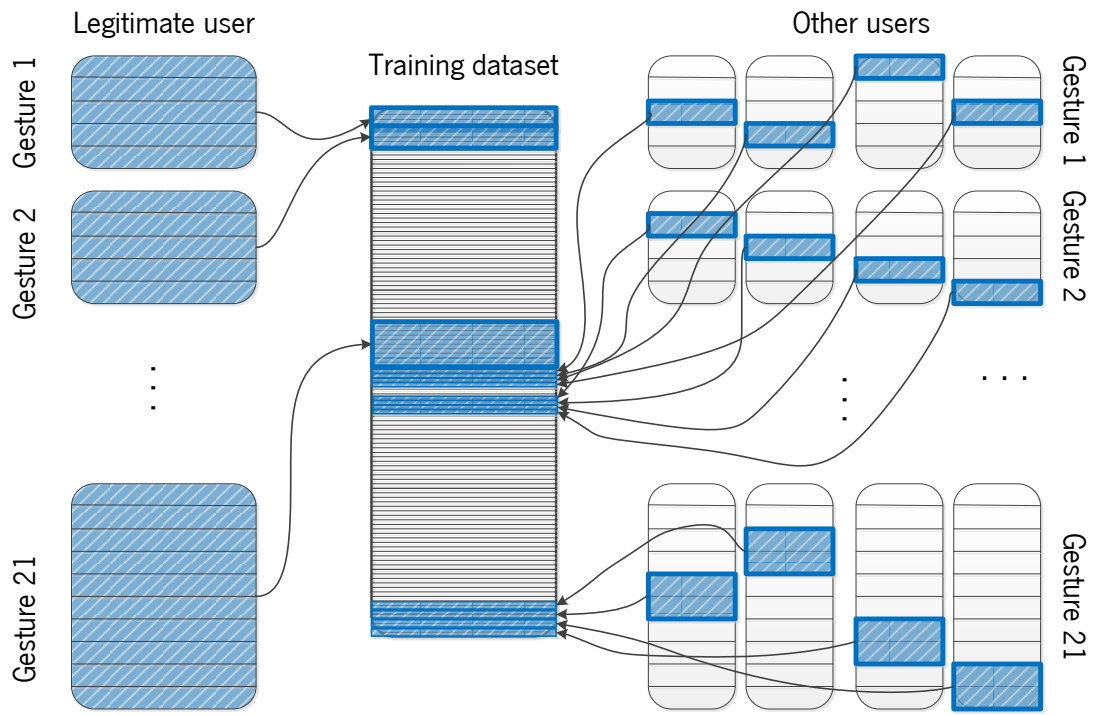 Legitimate user
Other users
Training dataset
Gesture 1
Gesture 2
Gesture 21
Gesture 1
Gesture 2
Gesture 21